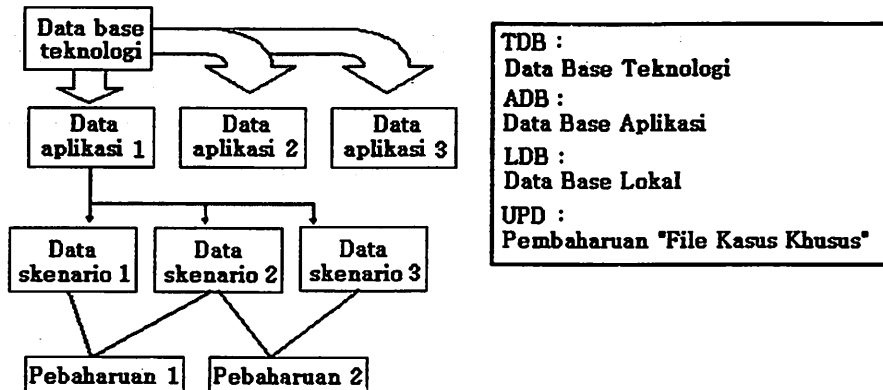 Data base
teknologi
Data
aplikasi 1
Data
aplikasi 2
Data
aplikasi 3
Data
skenario 1
Data
skenario 2
Data
skenario 3
Pebaharuan 1
Pebaharuan 2
TDB :
Data Base Teknologi
ADB :
Data Base Aplikasi
LDB :
Data Base Lokal
UPD :
Pembaharuan "File Kasus Khusus"